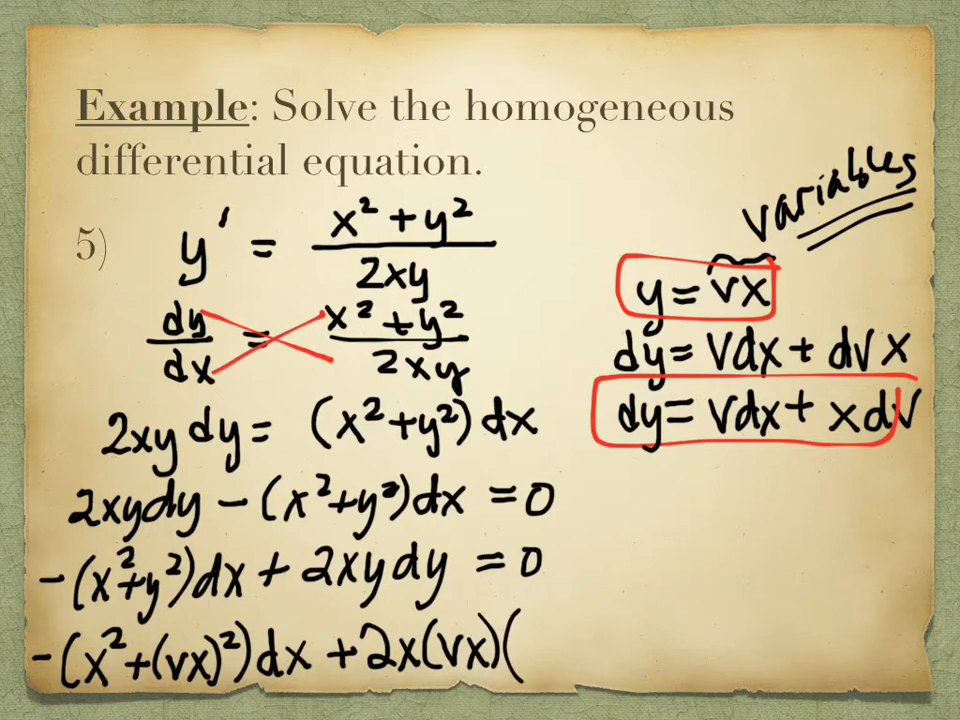 Example: Solve the homogeneous
differential equation.
variables
5) y' = x² + y² / 2xy
y = vx
dy/dx = x² + y² / 2xy
dy = vdx + dv x
2xy dy = (x² + y²) dx
dy = vdx + x dv
2xydy - (x² + y²)dx = 0
-(x² + y²)dx + 2xy dy = 0
-(x² + (vx)²)dx + 2x(vx)(